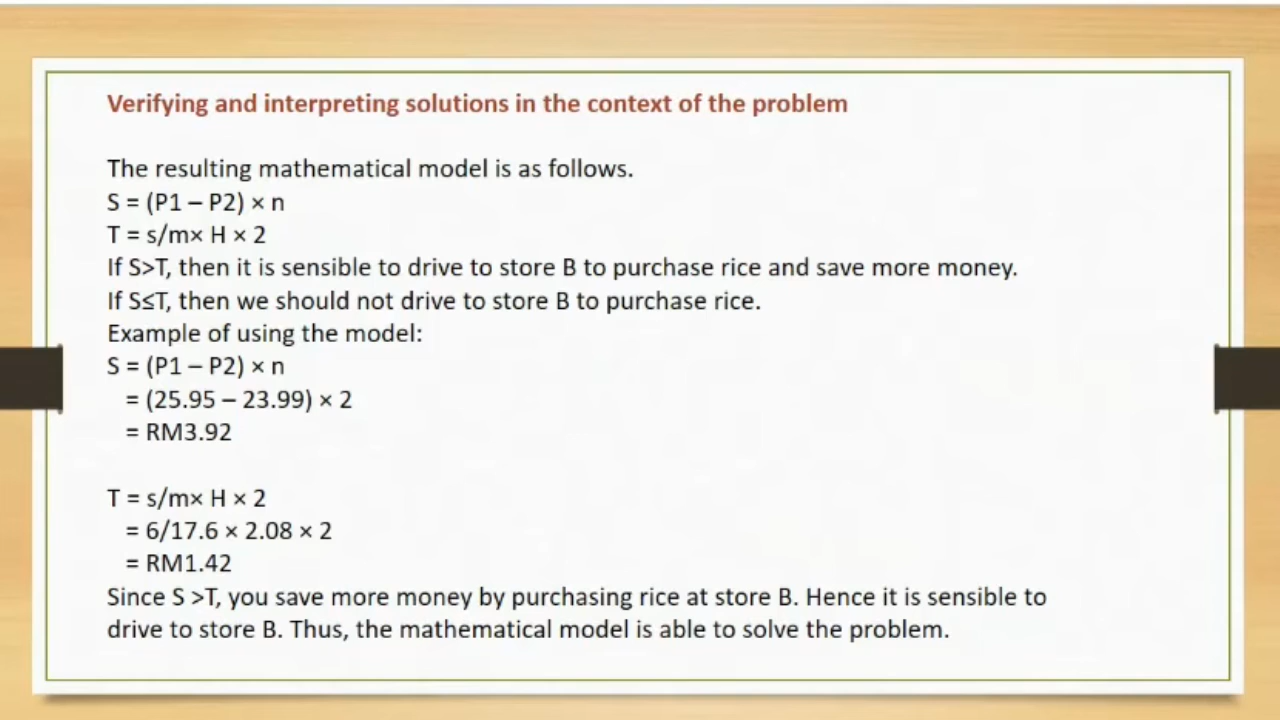 Verifying and interpreting solutions in the context of the problem
The resulting mathematical model is as follows.
S = (P1 – P2) × n
T = s/m× H × 2
If S>T, then it is sensible to drive to store B to purchase rice and save more money.
If S≤T, then we should not drive to store B to purchase rice.
Example of using the model:
S = (P1 – P2) × n
= (25.95 – 23.99) × 2
= RM3.92
T = s/m× H × 2
= 6/17.6 × 2.08 × 2
= RM1.42
Since S >T, you save more money by purchasing rice at store B. Hence it is sensible to
drive to store B. Thus, the mathematical model is able to solve the problem.